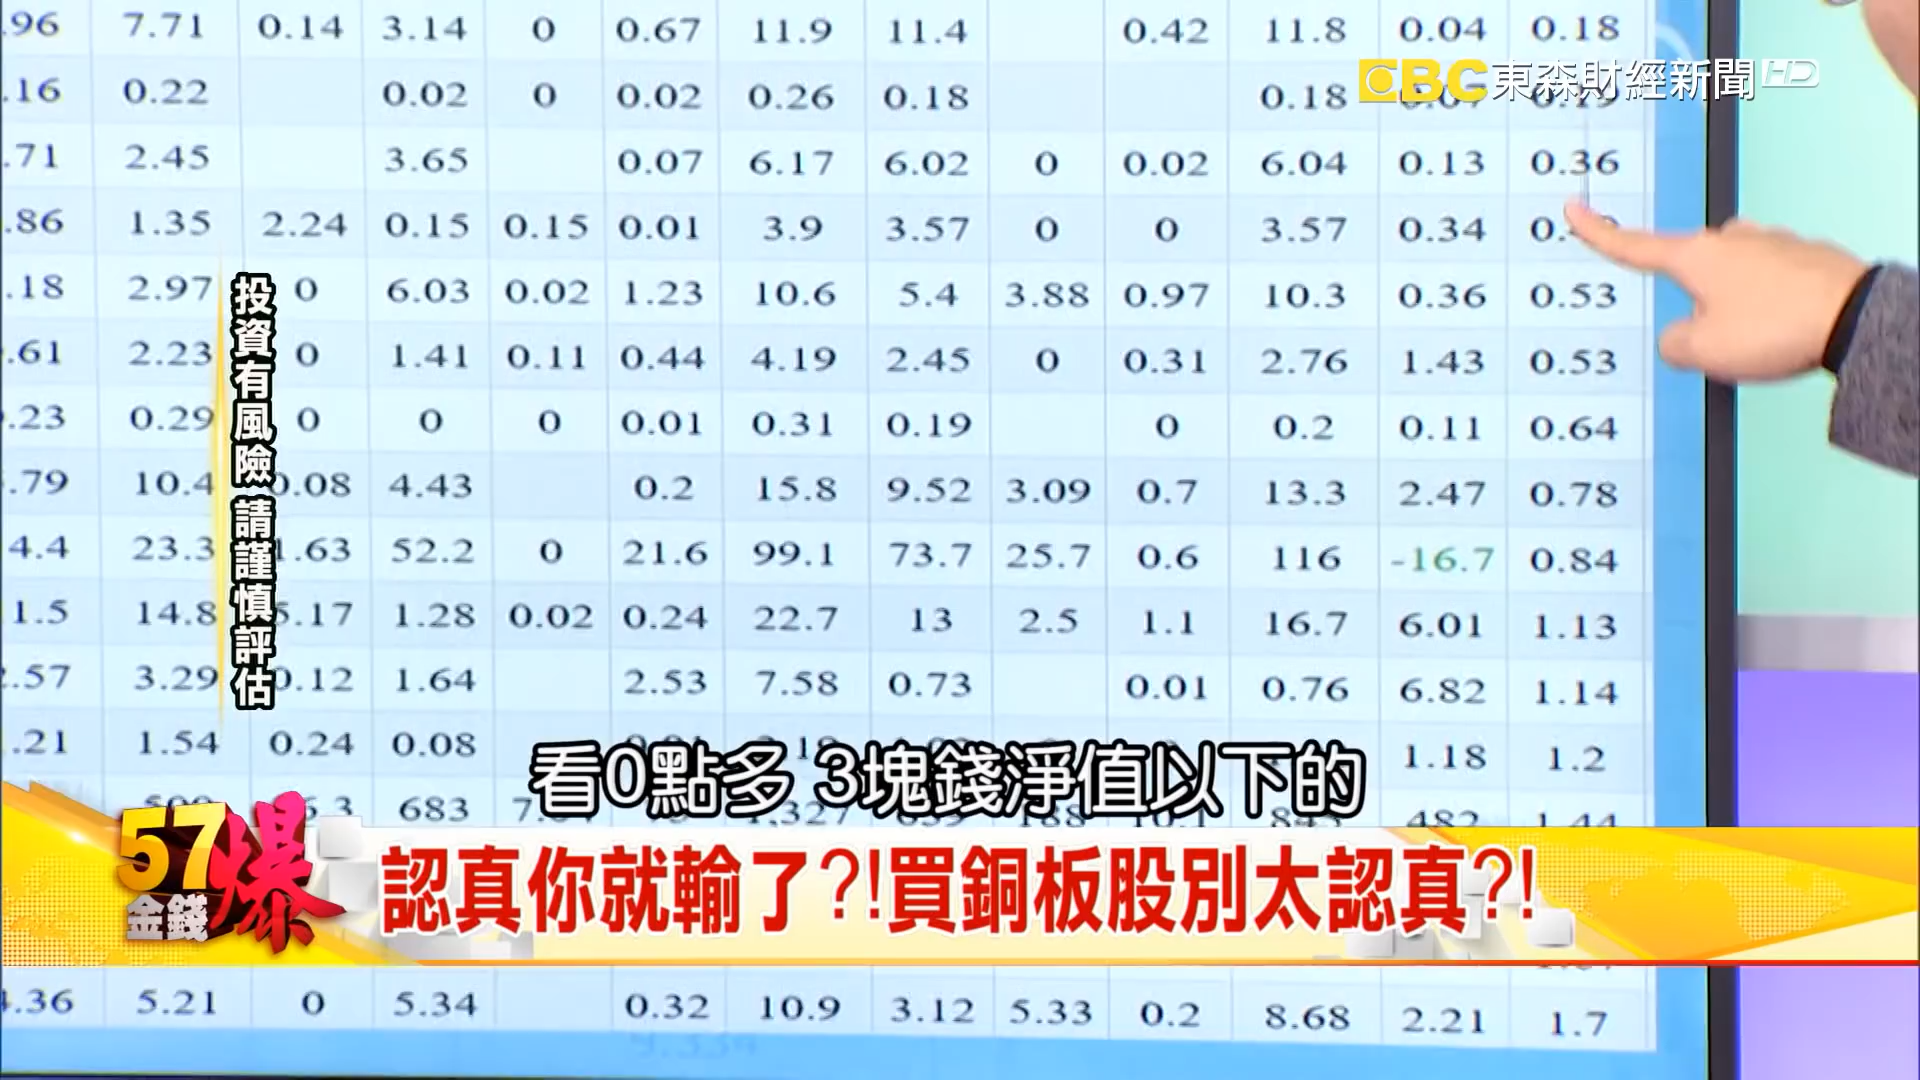 .96 7.71 0.14 3.14 0 0.67 11.9 11.4 0.42 11.8 0.04 0.18
EBC 東森財經新聞 HD
.16 0.22 0.02 0 0.02 0.26 0.18 0.18
.71 2.45 3.65 0.07 6.17 6.02 0 0.02 6.04 0.13 0.36
.86 1.35 2.24 0.15 0.15 0.01 3.9 3.57 0 0 3.57 0.34
.18 2.97 0 6.03 0.02 1.23 10.6 5.4 3.88 0.97 10.3 0.36 0.53
.61 2.23 0 1.41 0.11 0.44 4.19 2.45 0 0.31 2.76 1.43 0.53
.23 0.29 0 0 0 0.01 0.31 0.19 0 0.2 0.11 0.64
.79 10.4 0.08 4.43 0.2 15.8 9.52 3.09 0.7 13.3 2.47 0.78
4.4 23.3 1.63 52.2 0 21.6 99.1 73.7 25.7 0.6 116 -16.7 0.84
1.5 14.8 5.17 1.28 0.02 0.24 22.7 13 2.5 1.1 16.7 6.01 1.13
.57 3.29 0.12 1.64 2.53 7.58 0.73 0.01 0.76 6.82 1.14
.21 1.54 0.24 0.08 1.18 1.2
683 482 1.44
投資有風險 請謹慎評估
看0點多 3塊錢淨值以下的
57爆
金錢
認真你就輸了?!買銅板股別太認真?!
4.36 5.21 0 5.34 0.32 10.9 3.12 5.33 0.2 8.68 2.21 1.7